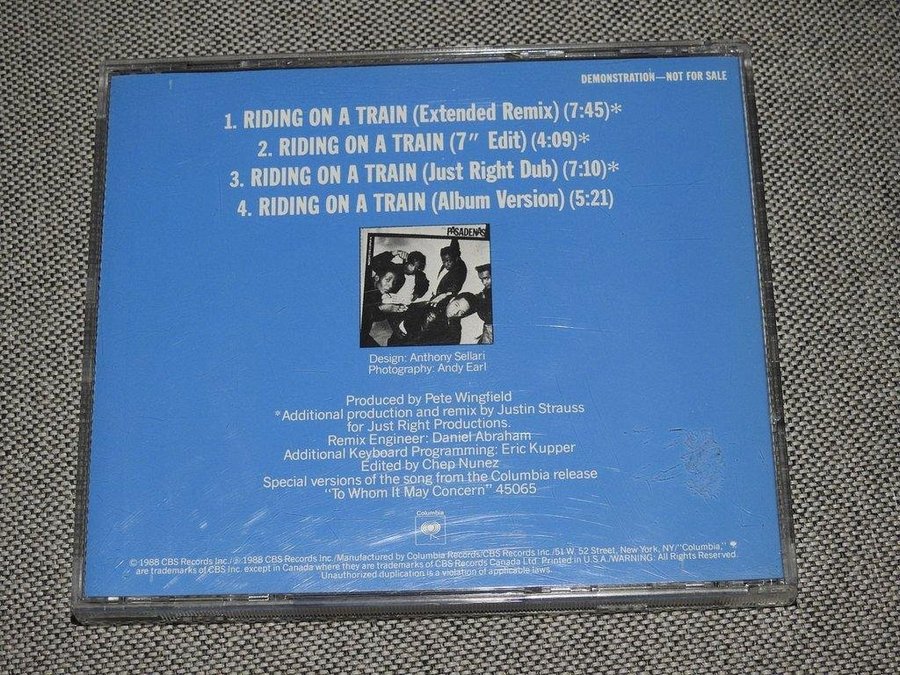 DEMONSTRATION—NOT FOR SALE
1. RIDING ON A TRAIN (Extended Remix) (7:45)*
2. RIDING ON A TRAIN (7" Edit) (4:09)*
3. RIDING ON A TRAIN (Just Right Dub) (7:10)*
4. RIDING ON A TRAIN (Album Version) (5:21)
PASADENAS
Design: Anthony Sellari
Photography: Andy Earl
Produced by Pete Wingfield
*Additional production and remix by Justin Strauss
for Just Right Productions.
Remix Engineer: Daniel Abraham
Additional Keyboard Programming: Eric Kupper
Edited by Chep Nunez
Special versions of the song from the Columbia release
"To Whom It May Concern" 45065
Columbia
© 1988 CBS Records Inc./℗ 1988 CBS Records Inc./Manufactured by Columbia Records/CBS Records Inc./51 W. 52 Street, New York, NY/"Columbia,"
are trademarks of CBS Inc. except in Canada where they are trademarks of CBS Records Canada Ltd. Printed in U.S.A./WARNING: All Rights Reserved.
Unauthorized duplication is a violation of applicable laws.